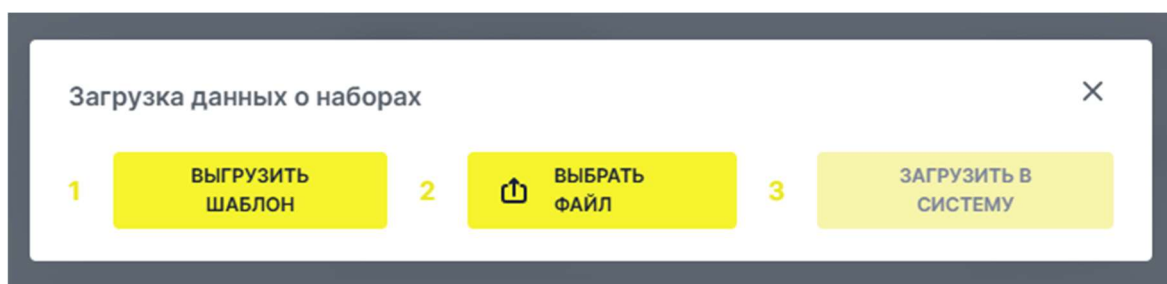 Загрузка данных о наборах
1
ВЫГРУЗИТЬ
ШАБЛОН
2
ВЫБРАТЬ
ФАЙЛ
3
ЗАГРУЗИТЬ В
СИСТЕМУ